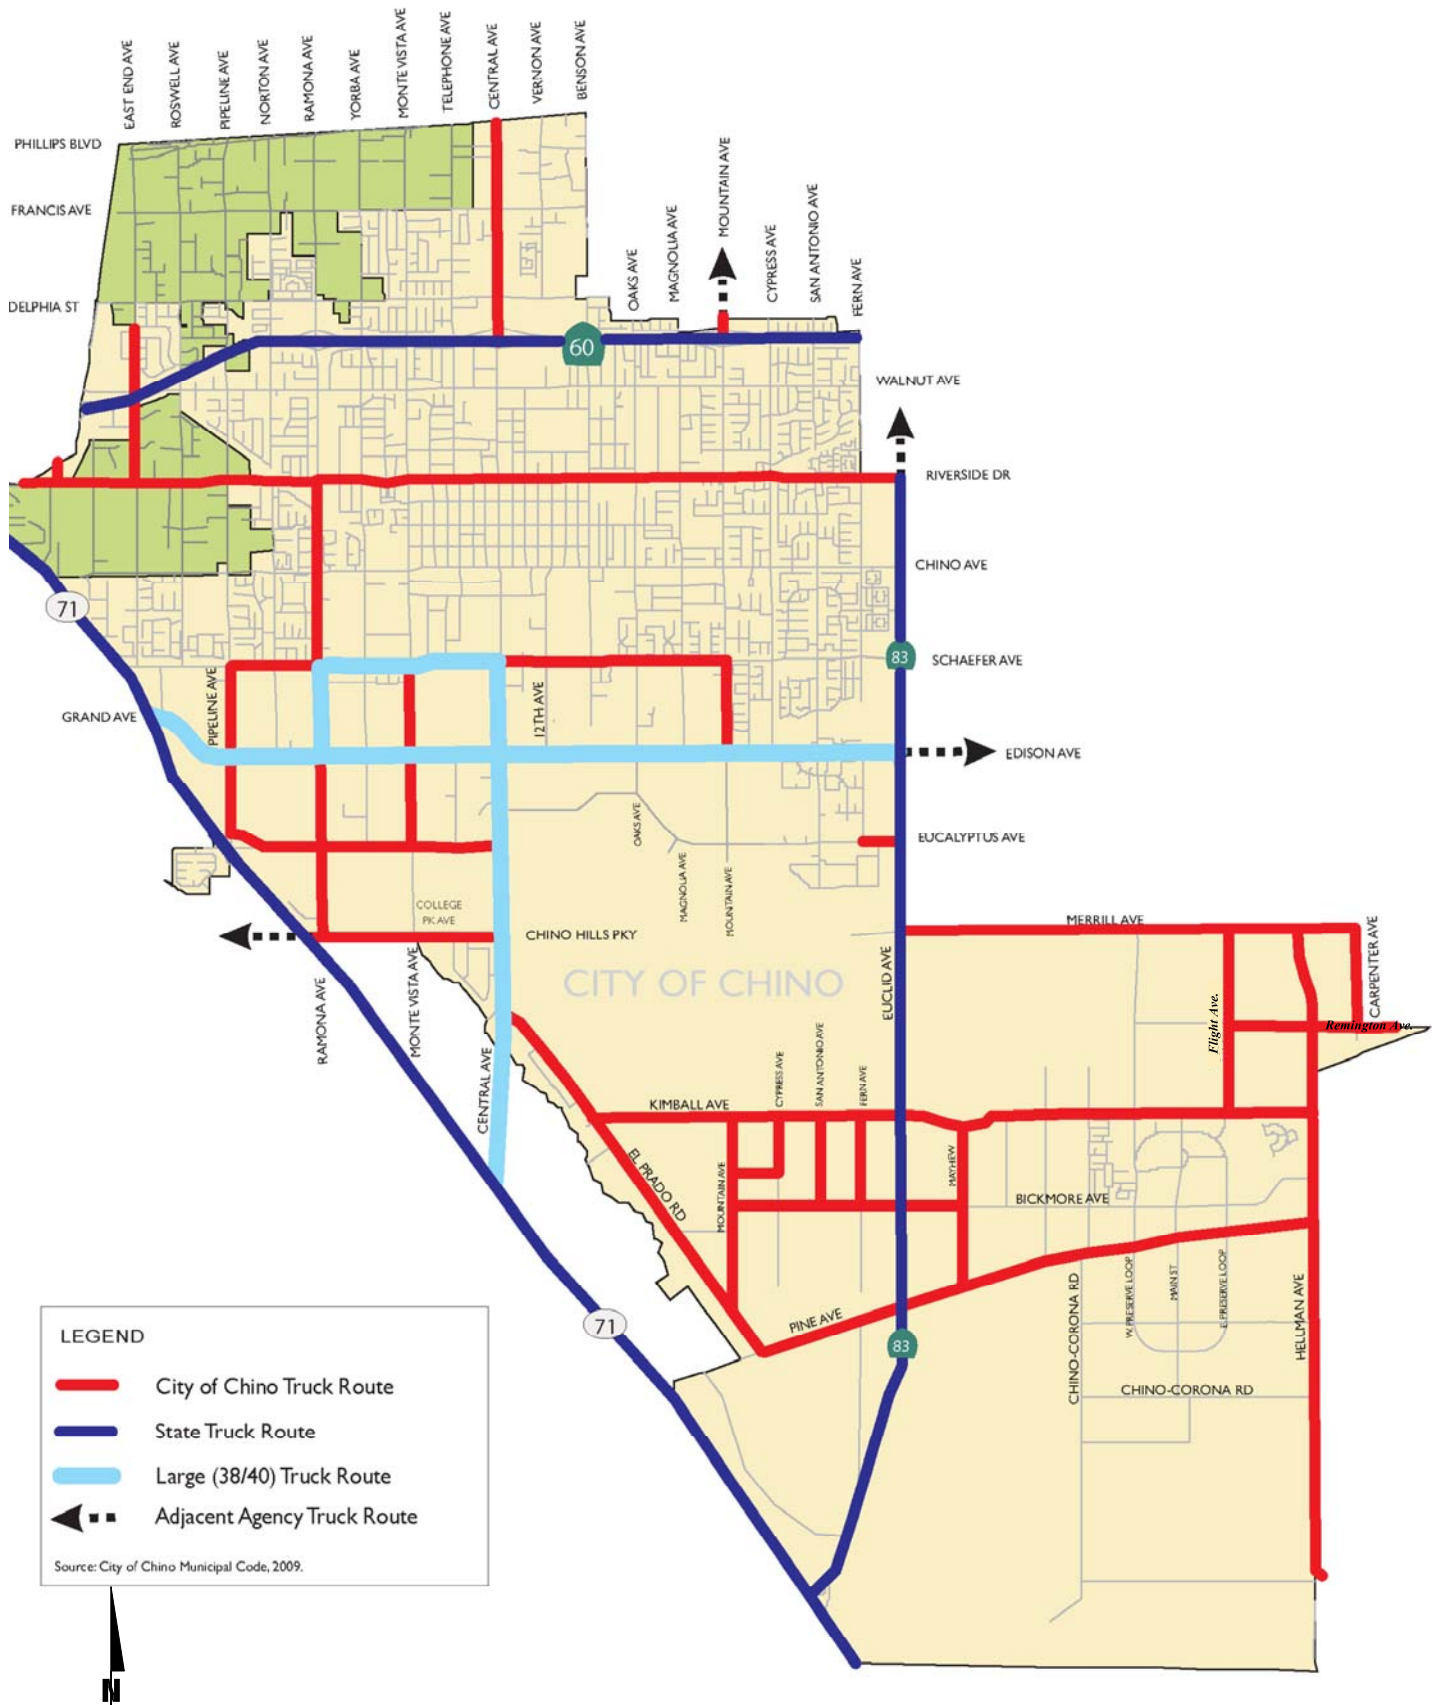 EAST END AVE
ROSWELL AVE
PIPELINE AVE
NORTON AVE
RAMONA AVE
YORBA AVE
MONTE VISTA AVE
TELEPHONE AVE
CENTRAL AVE
VERNON AVE
BENSON AVE
PHILLIPS BLVD
FRANCIS AVE
DELPHIA ST
OAKS AVE
MAGNOLIA AVE
MOUNTAIN AVE
CYPRESS AVE
SAN ANTONIO AVE
FERN AVE
60
WALNUT AVE
RIVERSIDE DR
CHINO AVE
71
83
SCHAEFER AVE
GRAND AVE
PIPELINE AVE
12TH AVE
EDISON AVE
OAKS AVE
MAGNOLIA AVE
MOUNTAIN AVE
EUCALYPTUS AVE
COLLEGE
PK AVE
CHINO HILLS PKY
MERRILL AVE
CARPENTER AVE
CITY OF CHINO
EUCLID AVE
RAMONA AVE
MONTE VISTA AVE
CENTRAL AVE
Flight Ave.
Remington Ave.
KIMBALL AVE
CYPRESS AVE
SAN ANTONIO AVE
FERN AVE
EL PRADO RD
MOUNTAIN AVE
MAYHEW
BICKMORE AVE
PINE AVE
CHINO-CORONA RD
W. PRESERVE LOOP
MAIN ST
E. PRESERVE LOOP
HELLMAN AVE
71
83
CHINO-CORONA RD
LEGEND
City of Chino Truck Route
State Truck Route
Large (38/40) Truck Route
Adjacent Agency Truck Route
Source: City of Chino Municipal Code, 2009.
N